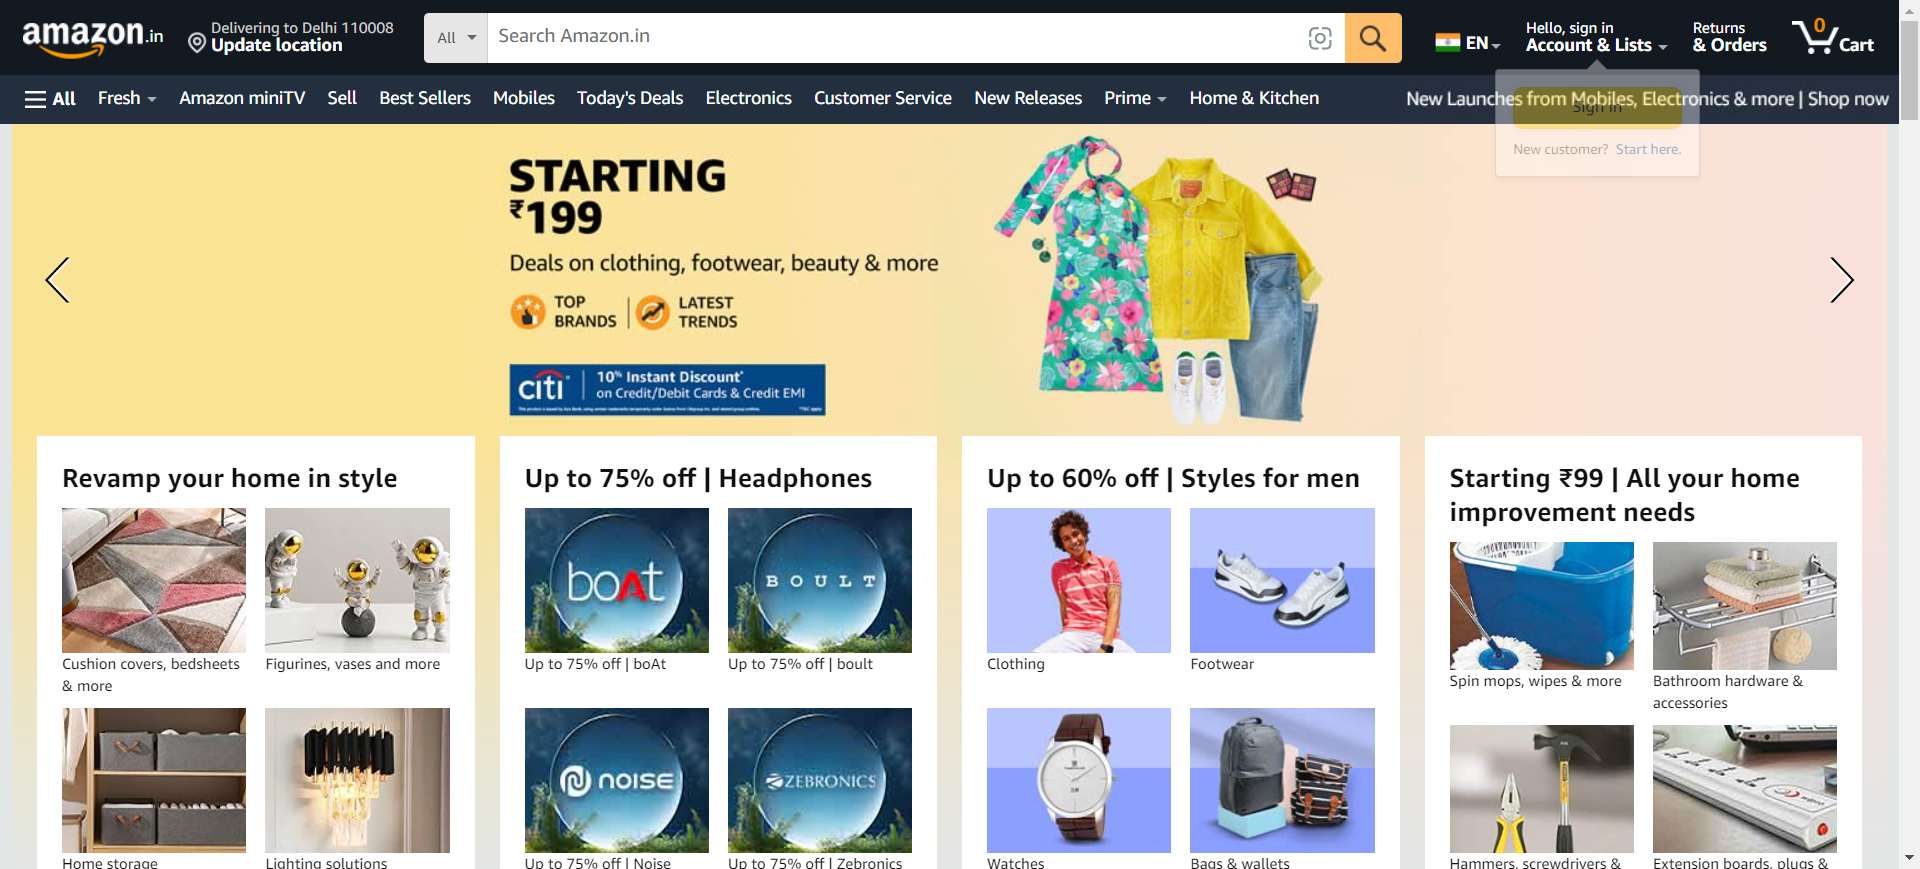 amazon.in
Delivering to Delhi 110008
Update location
All
Search Amazon.in
EN
Hello, sign in
Account & Lists
Returns
& Orders
0
Cart
All
Fresh
Amazon miniTV
Sell
Best Sellers
Mobiles
Today's Deals
Electronics
Customer Service
New Releases
Prime
Home & Kitchen
New Launches from Mobiles, Electronics & more | Shop now
Sign in
New customer? Start here.
STARTING
₹199
Deals on clothing, footwear, beauty & more
TOP
BRANDS
LATEST
TRENDS
citi
10% Instant Discount*
on Credit/Debit Cards & Credit EMI
Revamp your home in style
Cushion covers, bedsheets
& more
Figurines, vases and more
Home storage
Lighting solutions
Up to 75% off | Headphones
boAt
BOULT
Up to 75% off | boAt
Up to 75% off | boult
noise
ZEBRONICS
Up to 75% off | Noise
Up to 75% off | Zebronics
Up to 60% off | Styles for men
Clothing
Footwear
Watches
Bags & wallets
Starting ₹99 | All your home
improvement needs
Spin mops, wipes & more
Bathroom hardware &
accessories
Hammers, screwdrivers &
Extension boards, plugs &